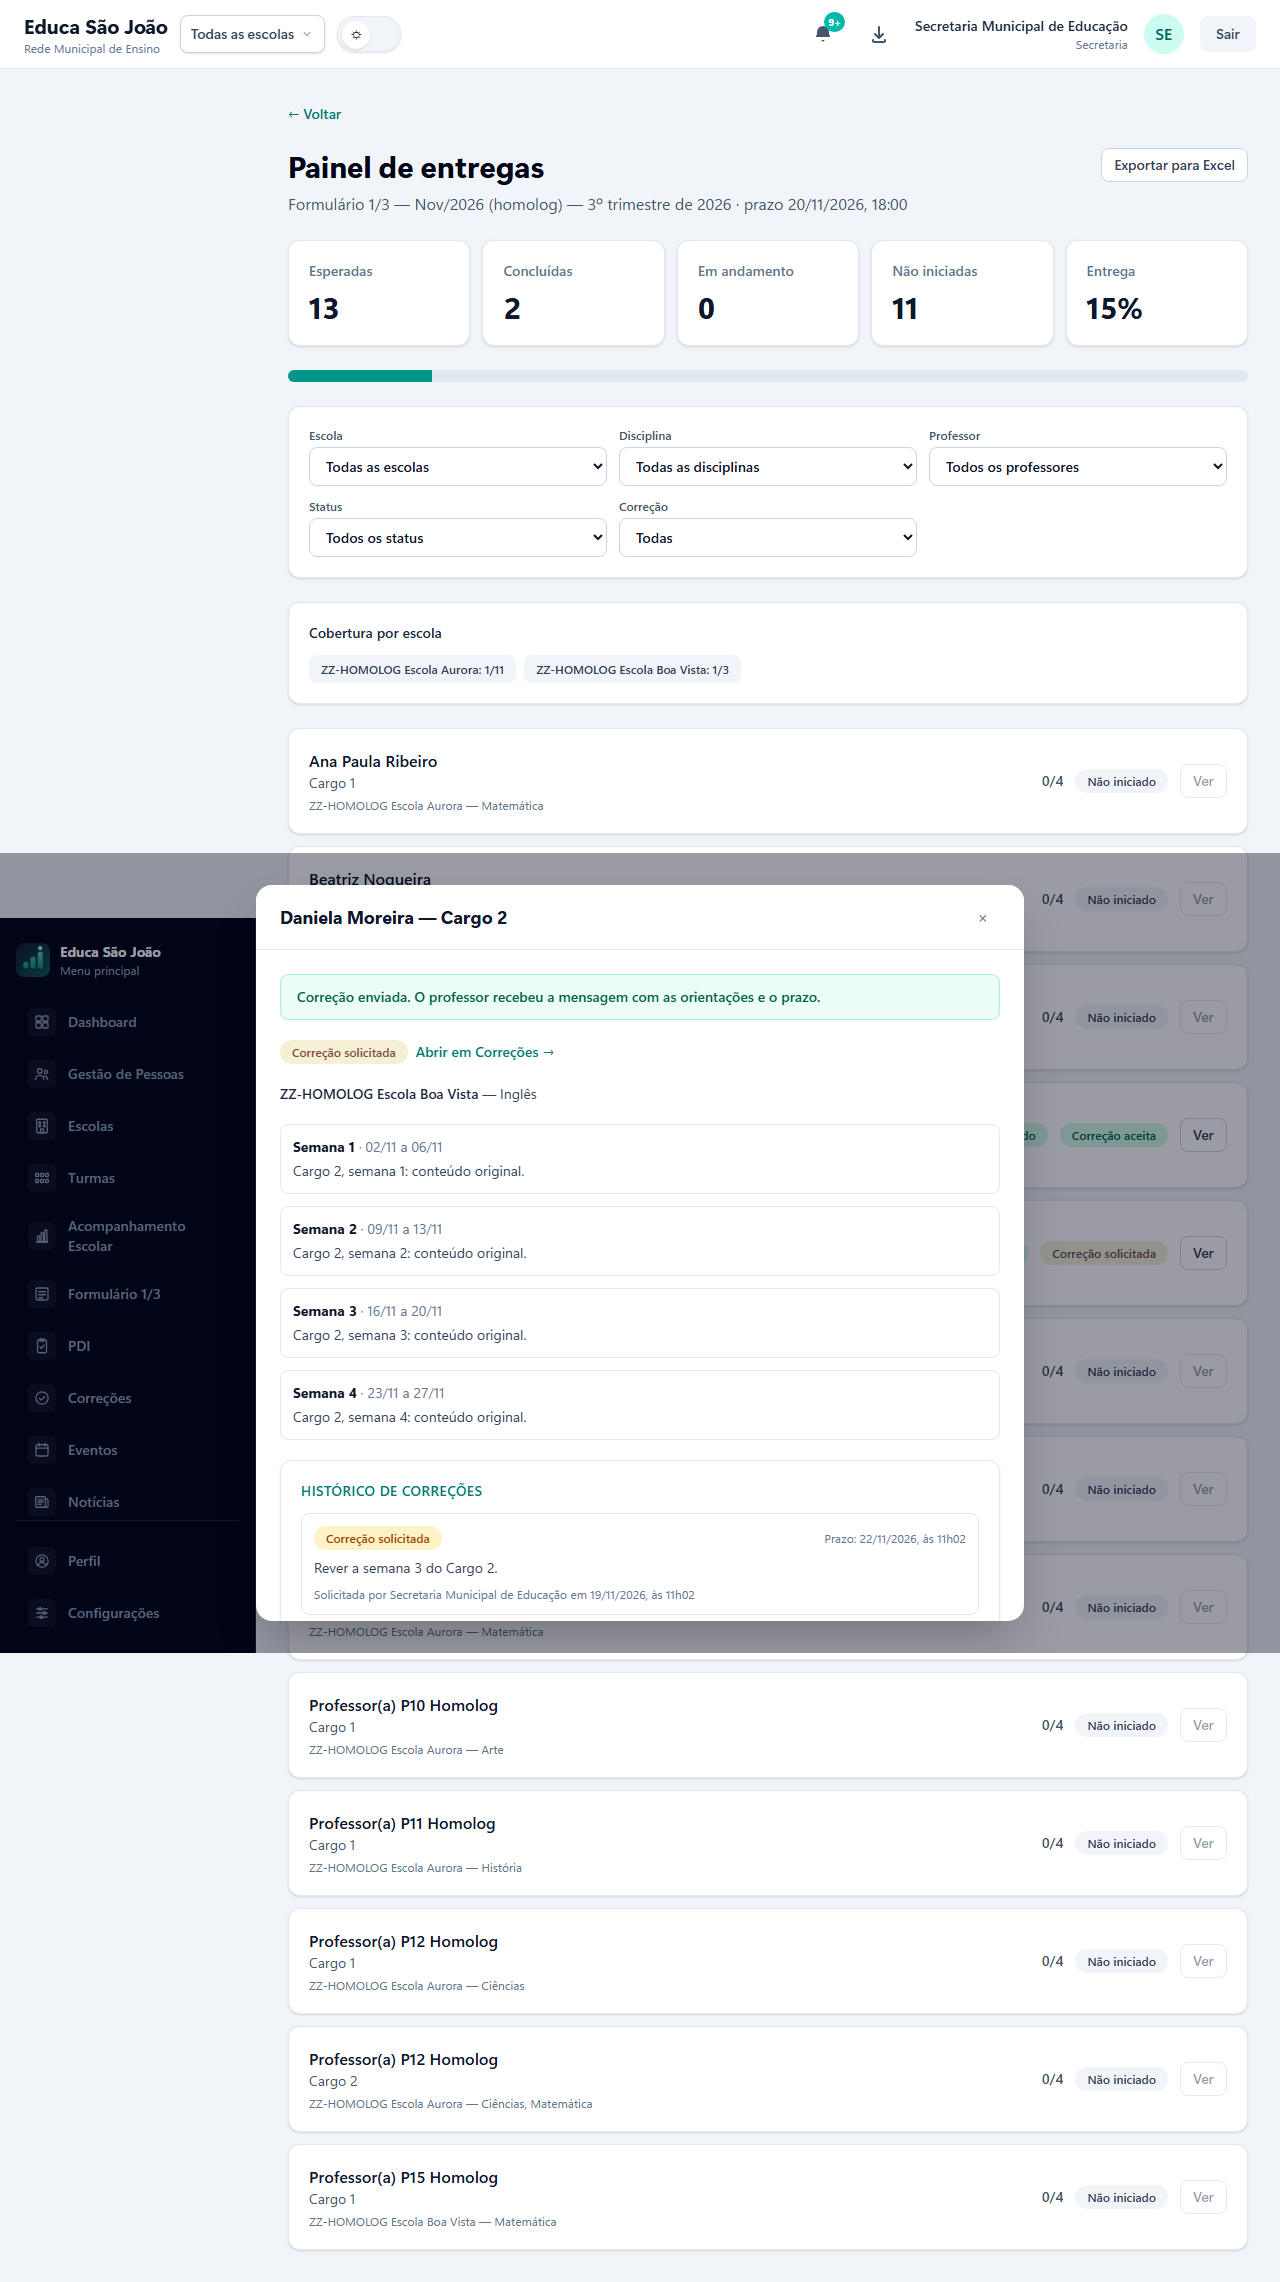 Educa São João
Rede Municipal de Ensino
Todas as escolas
9+
Secretaria Municipal de Educação
Secretaria
SE
Sair
← Voltar
Painel de entregas
Exportar para Excel
Formulário 1/3 — Nov/2026 (homolog) — 3º trimestre de 2026 · prazo 20/11/2026, 18:00
Esperadas
13
Concluídas
2
Em andamento
0
Não iniciadas
11
Entrega
15%
Escola
Todas as escolas
Disciplina
Todas as disciplinas
Professor
Todos os professores
Status
Todos os status
Correção
Todas
Cobertura por escola
ZZ-HOMOLOG Escola Aurora: 1/11
ZZ-HOMOLOG Escola Boa Vista: 1/3
Ana Paula Ribeiro
Cargo 1
ZZ-HOMOLOG Escola Aurora — Matemática
0/4
Não iniciado
Ver
Beatriz Nogueira
0/4
Não iniciado
Ver
0/4
Não iniciado
Ver
do
Correção aceita
Ver
Correção solicitada
Ver
0/4
Não iniciado
Ver
0/4
Não iniciado
Ver
0/4
Não iniciado
Ver
ZZ-HOMOLOG Escola Aurora — Matemática
Educa São João
Menu principal
Dashboard
Gestão de Pessoas
Escolas
Turmas
Acompanhamento
Escolar
Formulário 1/3
PDI
Correções
Eventos
Notícias
Perfil
Configurações
Daniela Moreira — Cargo 2
×
Correção enviada. O professor recebeu a mensagem com as orientações e o prazo.
Correção solicitada
Abrir em Correções →
ZZ-HOMOLOG Escola Boa Vista — Inglês
Semana 1 · 02/11 a 06/11
Cargo 2, semana 1: conteúdo original.
Semana 2 · 09/11 a 13/11
Cargo 2, semana 2: conteúdo original.
Semana 3 · 16/11 a 20/11
Cargo 2, semana 3: conteúdo original.
Semana 4 · 23/11 a 27/11
Cargo 2, semana 4: conteúdo original.
HISTÓRICO DE CORREÇÕES
Correção solicitada
Prazo: 22/11/2026, às 11h02
Rever a semana 3 do Cargo 2.
Solicitada por Secretaria Municipal de Educação em 19/11/2026, às 11h02
Professor(a) P10 Homolog
Cargo 1
ZZ-HOMOLOG Escola Aurora — Arte
0/4
Não iniciado
Ver
Professor(a) P11 Homolog
Cargo 1
ZZ-HOMOLOG Escola Aurora — História
0/4
Não iniciado
Ver
Professor(a) P12 Homolog
Cargo 1
ZZ-HOMOLOG Escola Aurora — Ciências
0/4
Não iniciado
Ver
Professor(a) P12 Homolog
Cargo 2
ZZ-HOMOLOG Escola Aurora — Ciências, Matemática
0/4
Não iniciado
Ver
Professor(a) P15 Homolog
Cargo 1
ZZ-HOMOLOG Escola Boa Vista — Matemática
0/4
Não iniciado
Ver